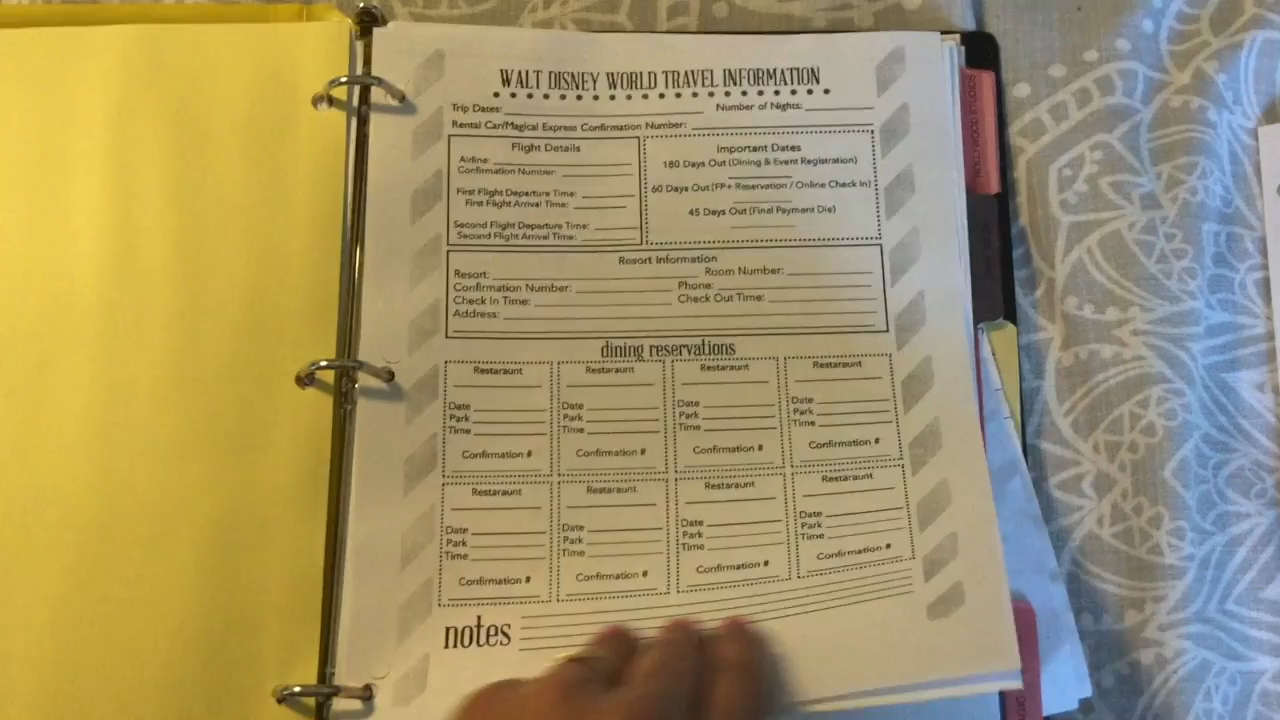 WALT DISNEY WORLD TRAVEL INFORMATION
Trip Dates: Number of Nights:
Rental Car/Magical Express Confirmation Number:
Flight Details
Airline:
Confirmation Number:
First Flight Departure Time:
First Flight Arrival Time:
Second Flight Departure Time:
Second Flight Arrival Time:
Important Dates
180 Days Out (Dining & Event Registration)
60 Days Out (FP+ Reservation / Online Check In)
45 Days Out (Final Payment Die)
Resort Information
Resort: Room Number:
Confirmation Number: Phone:
Check In Time: Check Out Time:
Address:
dining reservations
Restaraunt Restaraunt Restaraunt Restaraunt
Date Date Date Date
Park Park Park Park
Time Time Time Time
Confirmation # Confirmation # Confirmation # Confirmation #
Restaraunt Restaraunt Restaraunt Restaraunt
Date Date Date Date
Park Park Park Park
Time Time Time Time
Confirmation # Confirmation # Confirmation # Confirmation #
notes
HOLLYWOOD STUDIOS